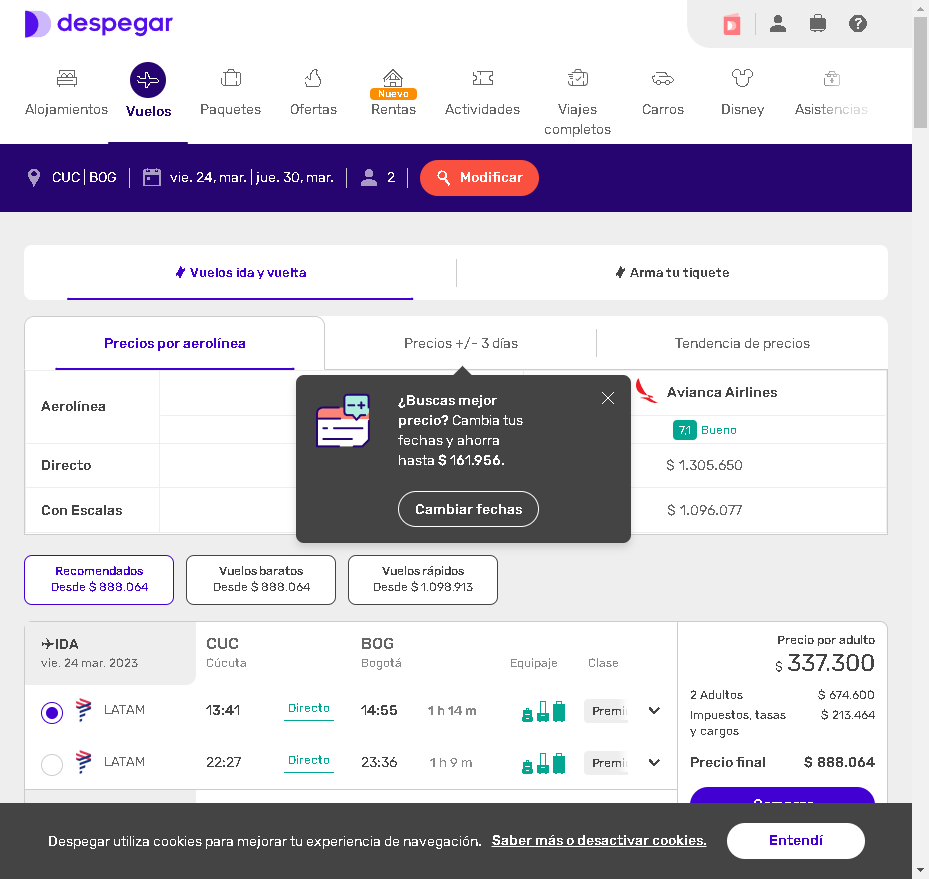 despegar
Alojamientos
Vuelos
Paquetes
Ofertas
Nuevo
Rentas
Actividades
Viajes
completos
Carros
Disney
Asistencias
CUC | BOG
vie. 24, mar. | jue. 30, mar.
2
Modificar
Vuelos ida y vuelta
Arma tu tiquete
Precios por aerolínea
Precios +/- 3 días
Tendencia de precios
Aerolínea
Avianca Airlines
7,1 Bueno
Directo
$ 1.305.650
Con Escalas
$ 1.096.077
¿Buscas mejor
precio? Cambia tus
fechas y ahorra
hasta $ 161.956.
Cambiar fechas
Recomendados
Desde $ 888.064
Vuelos baratos
Desde $ 888.064
Vuelos rápidos
Desde $ 1.098.913
IDA
vie. 24 mar. 2023
CUC
Cúcuta
BOG
Bogotá
Equipaje
Clase
LATAM 13:41 Directo 14:55 1 h 14 m Premi
LATAM 22:27 Directo 23:36 1 h 9 m Premi
Precio por adulto
$ 337.300
2 Adultos $ 674.600
Impuestos, tasas $ 213.464
y cargos
Precio final $ 888.064
Despegar utiliza cookies para mejorar tu experiencia de navegación. Saber más o desactivar cookies. Entendí